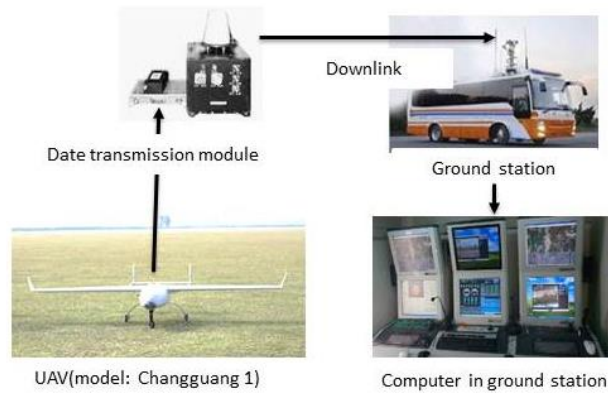 Downlink
Date transmission module
Ground station
UAV(model: Changguang 1)
Computer in ground station